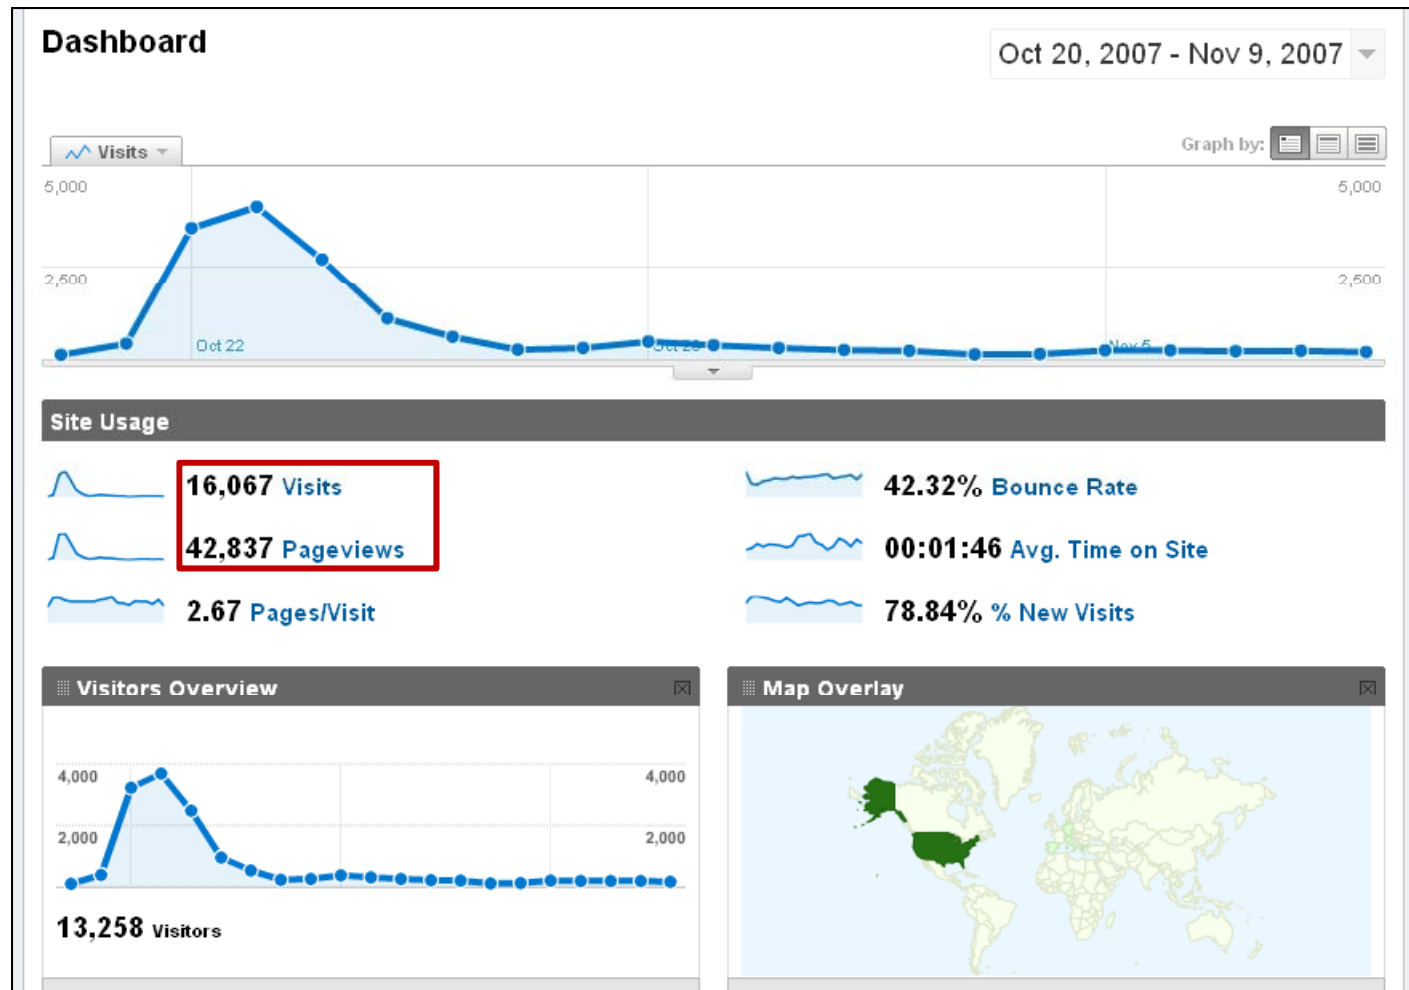 Dashboard
Oct 20, 2007 - Nov 9, 2007
Visits
Graph by:
5,000
5,000
2,500
2,500
Oct 22
Nov 5
Site Usage
16,067 Visits
42.32% Bounce Rate
42,837 Pageviews
00:01:46 Avg. Time on Site
2.67 Pages/Visit
78.84% % New Visits
Visitors Overview
Map Overlay
4,000
4,000
2,000
2,000
13,258 Visitors